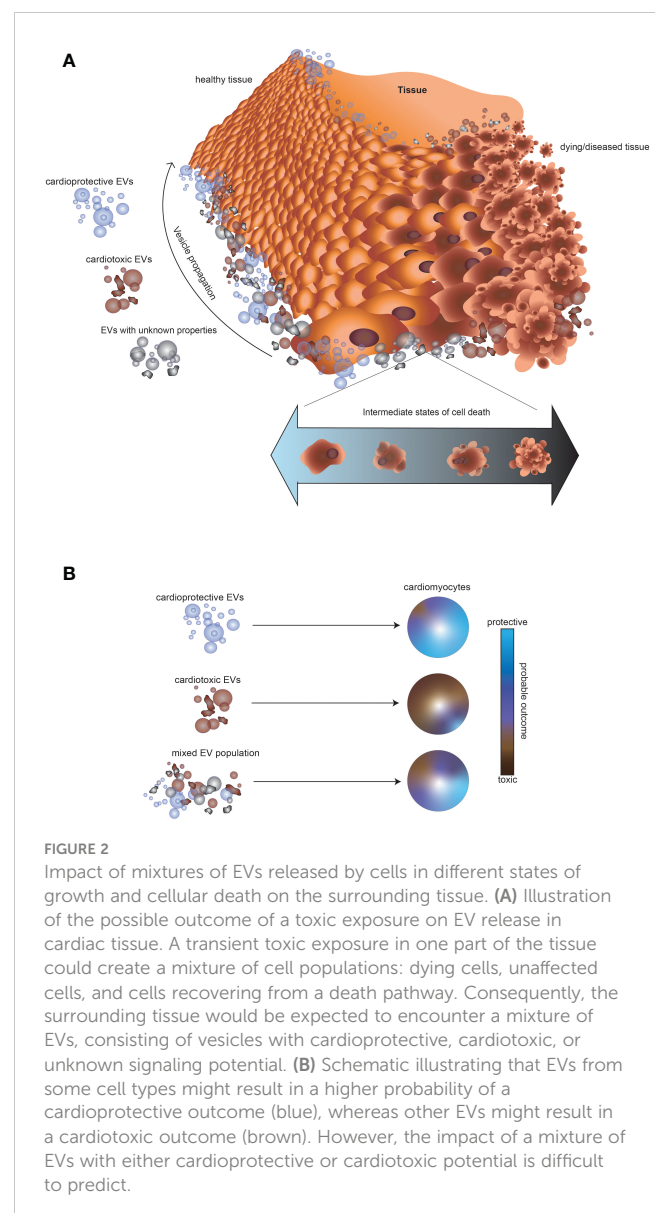 A
healthy tissue
Tissue
dying/diseased tissue
cardioprotective EVs
cardiotoxic EVs
Vesicle propagation
EVs with unknown properties
Intermediate states of cell death
B
cardioprotective EVs
cardiomyocytes
protective
cardiotoxic EVs
probable outcome
mixed EV population
toxic
FIGURE 2
Impact of mixtures of EVs released by cells in different states of
growth and cellular death on the surrounding tissue. (A) Illustration
of the possible outcome of a toxic exposure on EV release in
cardiac tissue. A transient toxic exposure in one part of the tissue
could create a mixture of cell populations: dying cells, unaffected
cells, and cells recovering from a death pathway. Consequently, the
surrounding tissue would be expected to encounter a mixture of
EVs, consisting of vesicles with cardioprotective, cardiotoxic, or
unknown signaling potential. (B) Schematic illustrating that EVs from
some cell types might result in a higher probability of a
cardioprotective outcome (blue), whereas other EVs might result in
a cardiotoxic outcome (brown). However, the impact of a mixture of
EVs with either cardioprotective or cardiotoxic potential is difficult
to predict.